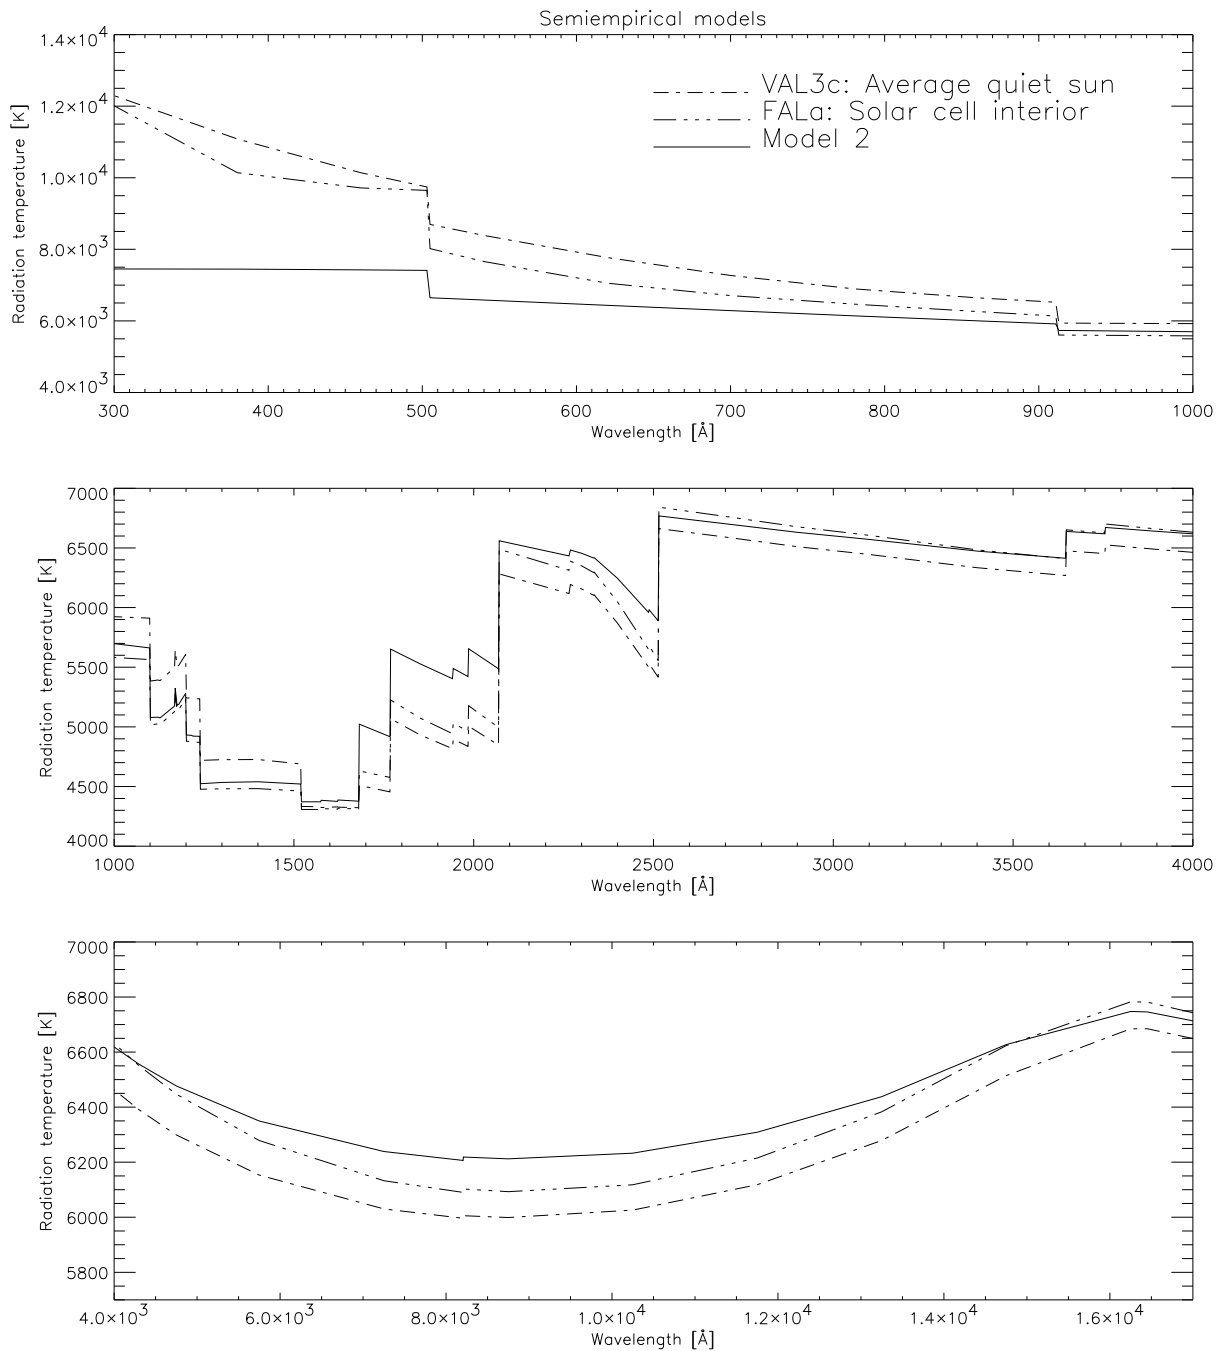 Semiempirical models
1.4×10⁴
1.2×10⁴
1.0×10⁴
8.0×10³
6.0×10³
4.0×10³
Radiation temperature [K]
VAL3c: Average quiet sun
FALa: Solar cell interior
Model 2
300 400 500 600 700 800 900 1000
Wavelength [Å]
7000
6500
6000
5500
5000
4500
4000
Radiation temperature [K]
1000 1500 2000 2500 3000 3500 4000
Wavelength [Å]
7000
6800
6600
6400
6200
6000
5800
Radiation temperature [K]
4.0×10³ 6.0×10³ 8.0×10³ 1.0×10⁴ 1.2×10⁴ 1.4×10⁴ 1.6×10⁴
Wavelength [Å]